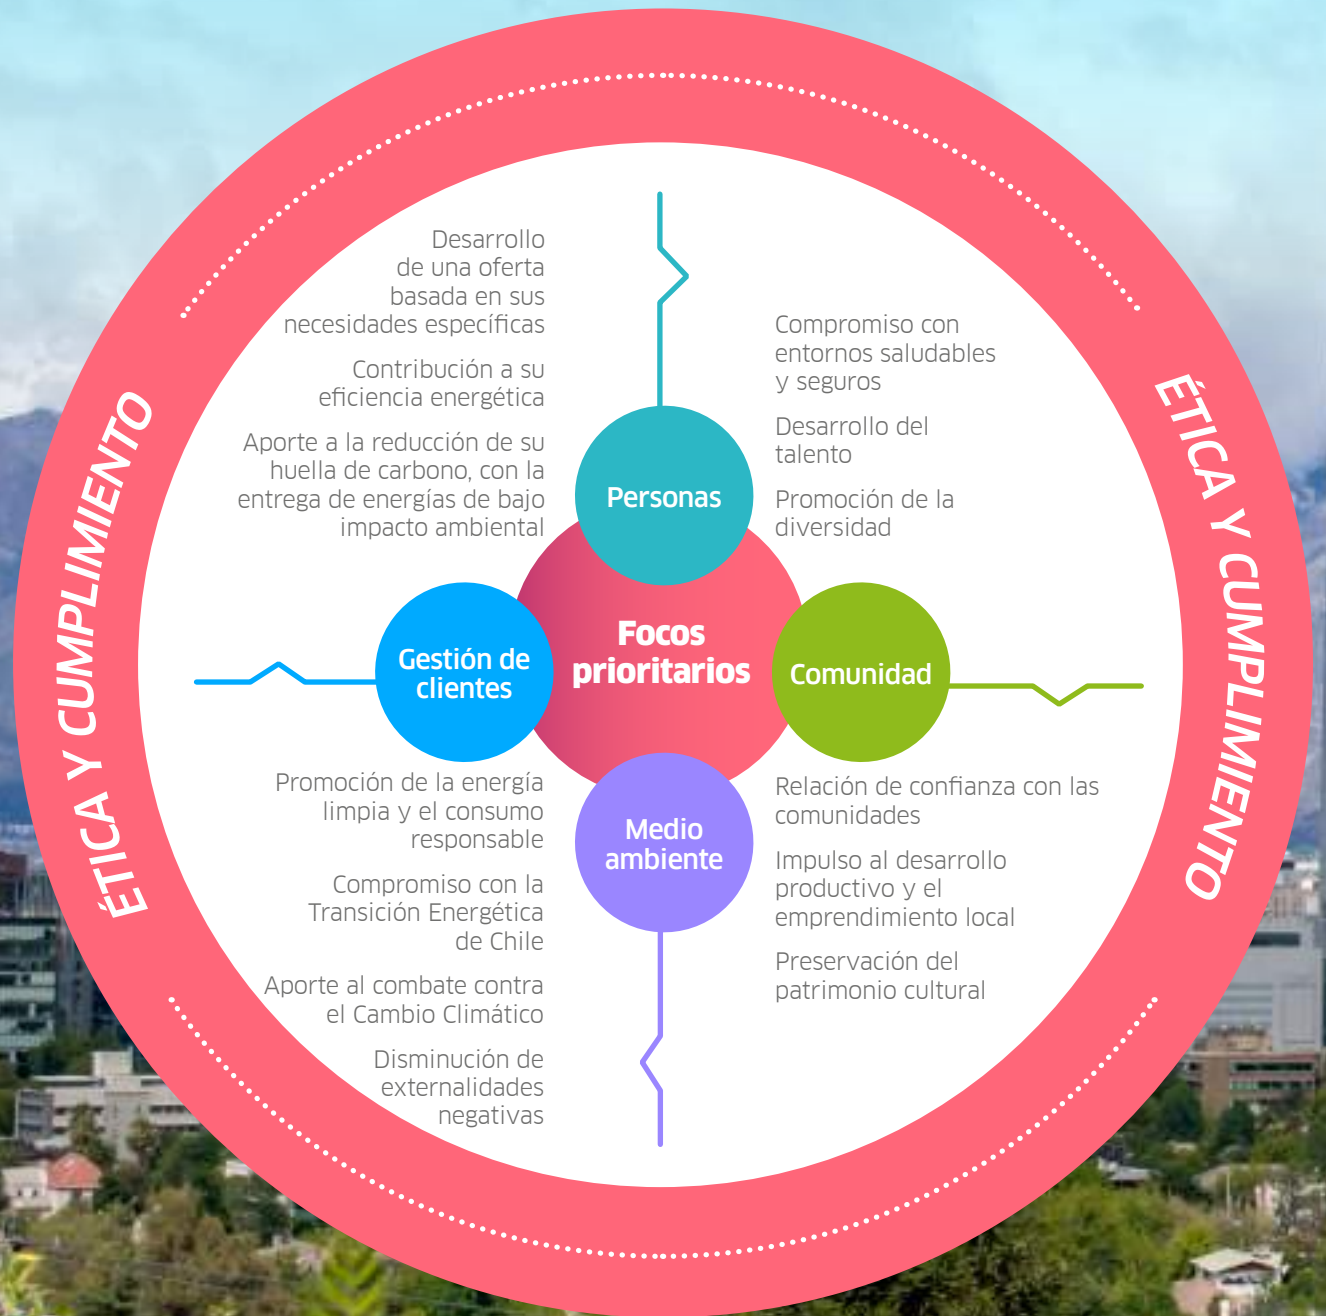 ÉTICA Y CUMPLIMIENTO
Desarrollo
de una oferta
basada en sus
necesidades específicas
Contribución a su
eficiencia energética
Aporte a la reducción de su
huella de carbono, con la
entrega de energías de bajo
impacto ambiental
Compromiso con
entornos saludables
y seguros
Desarrollo del
talento
Promoción de la
diversidad
Personas
Gestión de
clientes
Focos
prioritarios
Comunidad
Medio
ambiente
Promoción de la energía
limpia y el consumo
responsable
Compromiso con la
Transición Energética
de Chile
Aporte al combate contra
el Cambio Climático
Disminución de
externalidades
negativas
Relación de confianza con las
comunidades
Impulso al desarrollo
productivo y el
emprendimiento local
Preservación del
patrimonio cultural
ÉTICA Y CUMPLIMIENTO